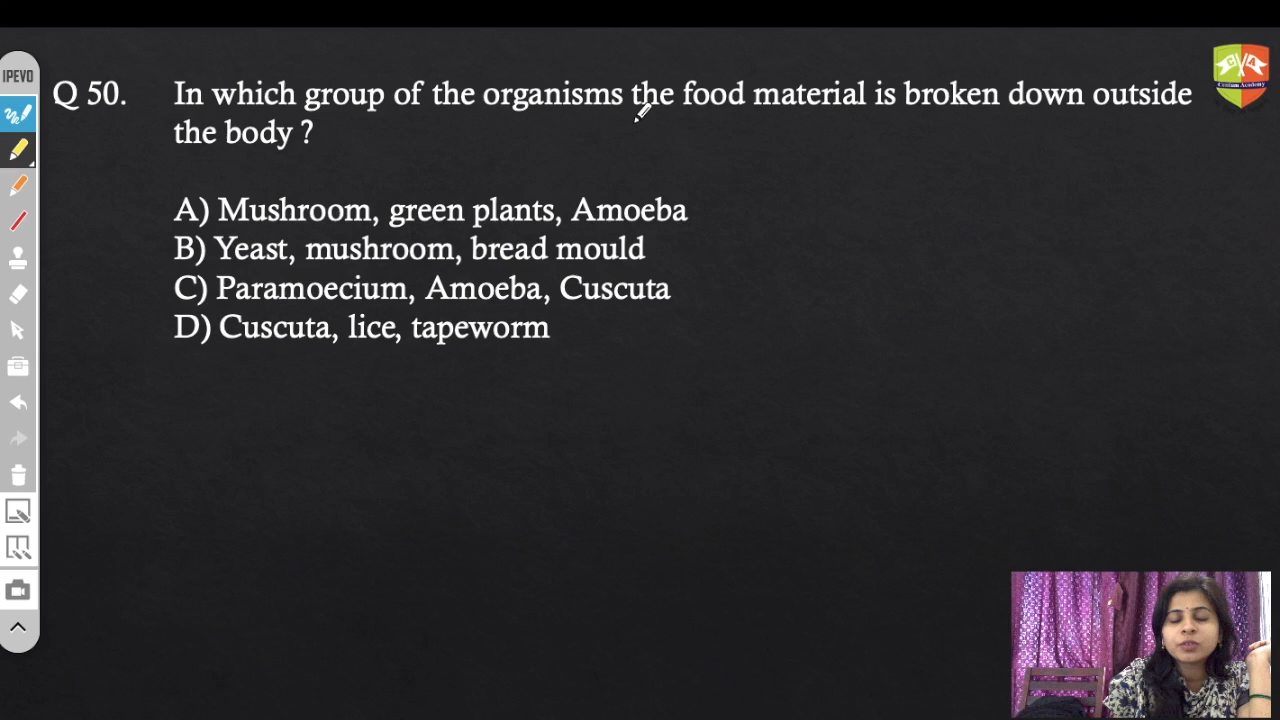 IPEVO
Q 50. In which group of the organisms the food material is broken down outside
the body ?
A) Mushroom, green plants, Amoeba
B) Yeast, mushroom, bread mould
C) Paramoecium, Amoeba, Cuscuta
D) Cuscuta, lice, tapeworm
C A